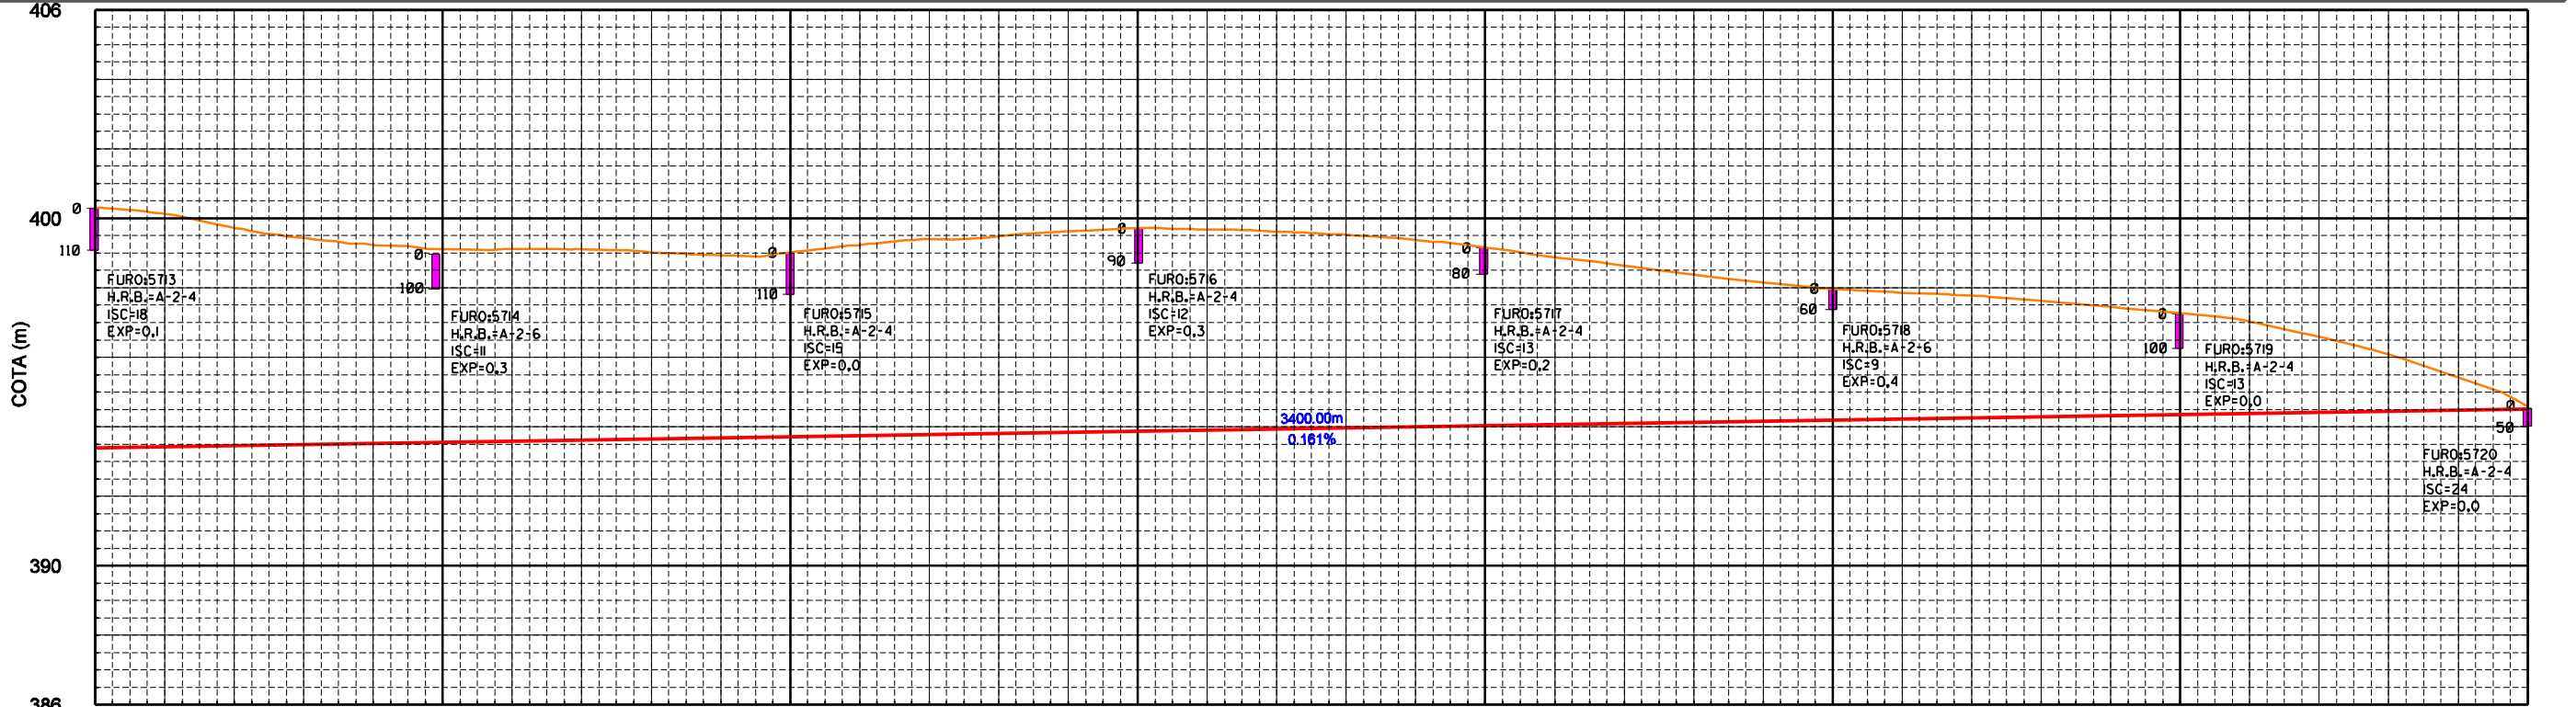 406
400
390
386
COTA (m)
0
110
FURO:5713
H.R.B.=A-2-4
ISC=18
EXP=0.1
0
100
FURO:5714
H.R.B.=A-2-6
ISC=11
EXP=0.3
0
110
FURO:5715
H.R.B.=A-2-4
ISC=15
EXP=0.0
0
90
FURO:5716
H.R.B.=A-2-4
ISC=12
EXP=0.3
0
80
FURO:5717
H.R.B.=A-2-4
ISC=13
EXP=0.2
0
60
FURO:5718
H.R.B.=A-2-6
ISC=9
EXP=0.4
0
100
FURO:5719
H.R.B.=A-2-4
ISC=13
EXP=0.0
0
50
FURO:5720
H.R.B.=A-2-4
ISC=24
EXP=0.0
3400.00m
0.161%